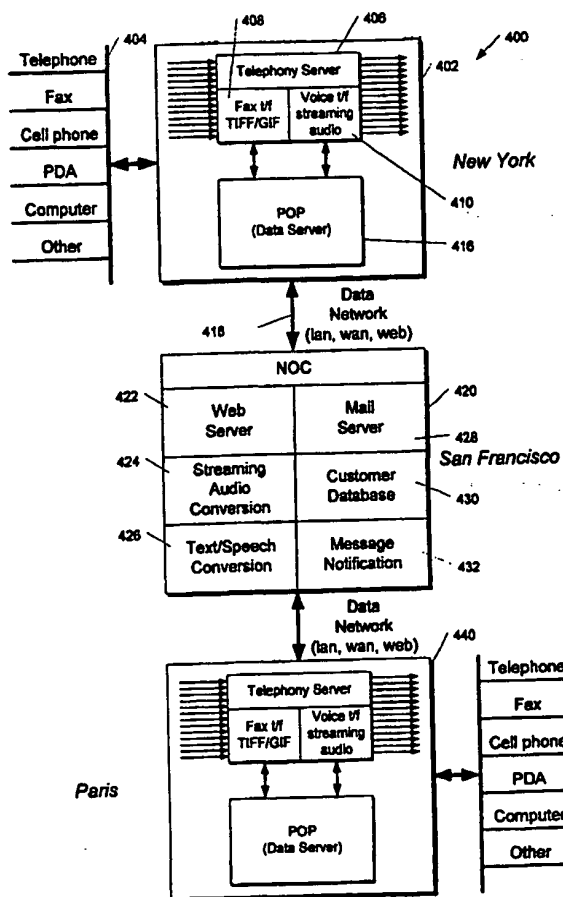 404
408
406
400
402
Telephone
Fax
Cell phone
PDA
Computer
Other
Telephony Server
Fax t/f
TIFF/GIF
Voice t/f
streaming
audio
New York
410
POP
(Data Server)
416
418
Data
Network
(lan, wan, web)
NOC
422
420
Web
Server
Mail
Server
428
San Francisco
424
Streaming
Audio
Conversion
Customer
Database
430
426
Text/Speech
Conversion
Message
Notification
432
Data
Network
(lan, wan, web)
440
Telephony Server
Fax t/f
TIFF/GIF
Voice t/f
streaming
audio
Paris
POP
(Data Server)
Telephone
Fax
Cell phone
PDA
Computer
Other